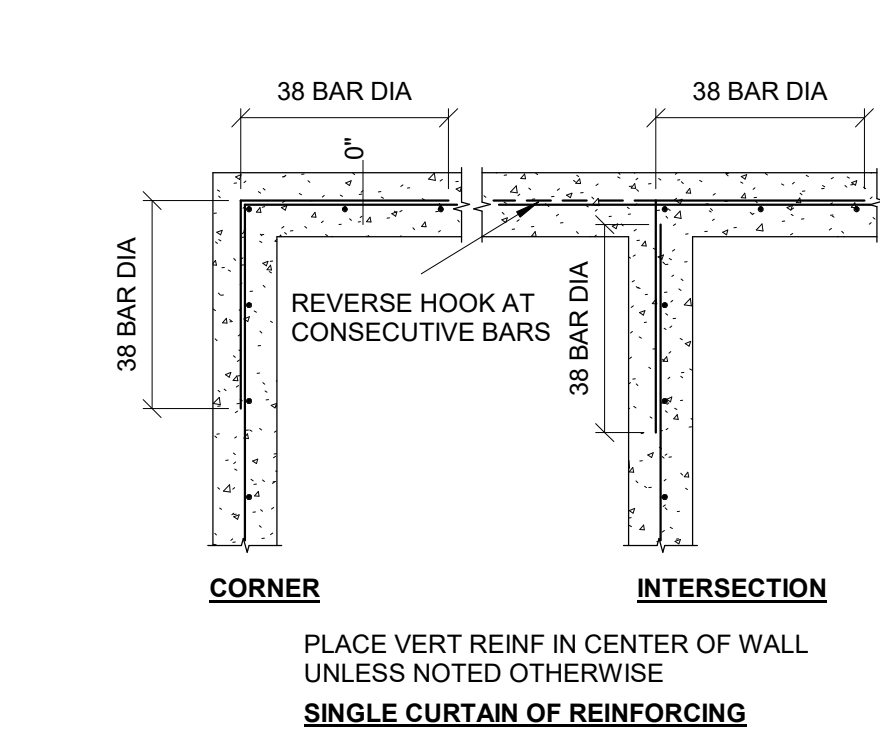 38 BAR DIA
38 BAR DIA
0"
38 BAR DIA
REVERSE HOOK AT
CONSECUTIVE BARS
38 BAR DIA
CORNER
INTERSECTION
PLACE VERT REINF IN CENTER OF WALL
UNLESS NOTED OTHERWISE
SINGLE CURTAIN OF REINFORCING